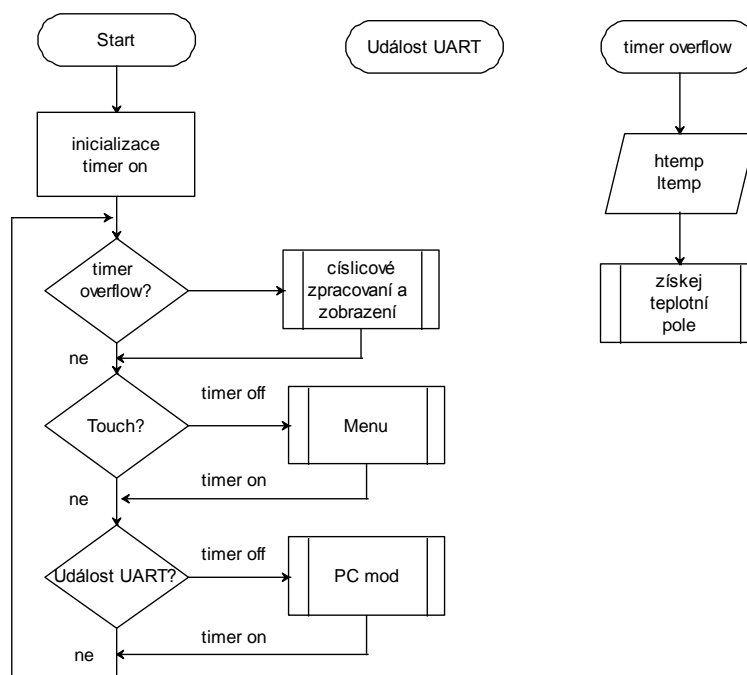 Start
inicializace
timer on
timer
overflow?
císlicové
zpracovaní a
zobrazení
ne
Touch?
timer off
Menu
timer on
ne
Událost UART?
timer off
PC mod
timer on
ne
Událost UART
timer overflow
htemp
ltemp
získej
teplotní
pole